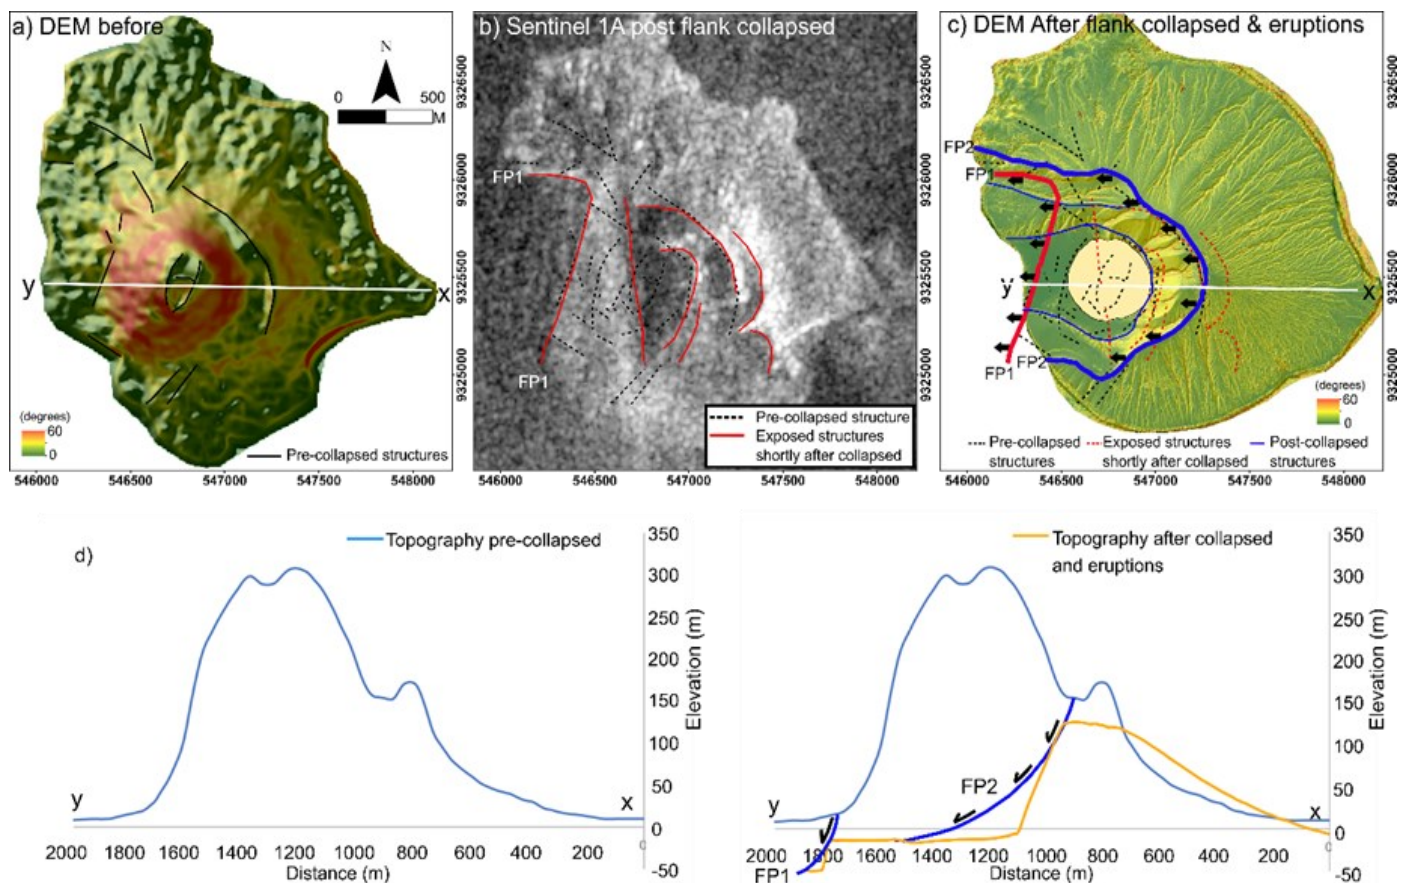 a) DEM before
N
0 500
M
y
x
(degrees)
60
0
Pre-collapsed structures
9326500
9326000
9325500
9325000
546000 546500 547000 547500 548000
b) Sentinel 1A post flank collapsed
FP1
FP1
Pre-collapsed structure
Exposed structures
shortly after collapsed
9326500
9326000
9325500
9325000
546000 546500 547000 547500 548000
c) DEM After flank collapsed & eruptions
FP2
FP1
y
x
FP2
FP1
(degrees)
60
0
Pre-collapsed
structures
Exposed structures
shortly after collapsed
Post-collapsed
structures
9326500
9326000
9325500
9325000
546000 546500 547000 547500 548000
d)
Topography pre-collapsed
350
300
250
200
150
100
50
0
-50
Elevation (m)
y
x
2000 1800 1600 1400 1200 1000 800 600 400 200
0
Distance (m)
Topography after collapsed
and eruptions
350
300
250
200
150
100
50
0
-50
Elevation (m)
FP2
y
x
2000 1800 1600 1400 1200 1000 800 600 400 200
0
FP1
Distance (m)